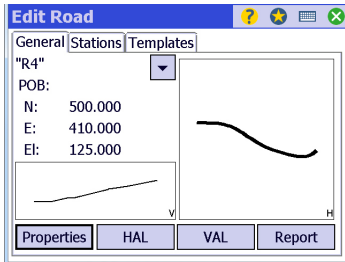 Edit Road
General Stations Templates
"R4"
POB:
N: 500.000
E: 410.000
El: 125.000
V
H
Properties HAL VAL Report